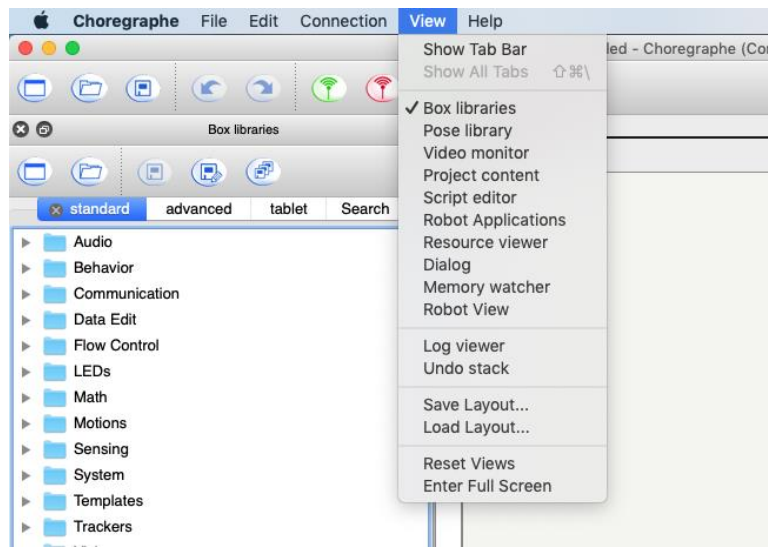 Choregraphe File Edit Connection View Help
led - Choregraphe (Co
Box libraries
standard advanced tablet Search
Audio
Behavior
Communication
Data Edit
Flow Control
LEDs
Math
Motions
Sensing
System
Templates
Trackers
Show Tab Bar
Show All Tabs ⇧⌘\
✓ Box libraries
Pose library
Video monitor
Project content
Script editor
Robot Applications
Resource viewer
Dialog
Memory watcher
Robot View
Log viewer
Undo stack
Save Layout...
Load Layout...
Reset Views
Enter Full Screen